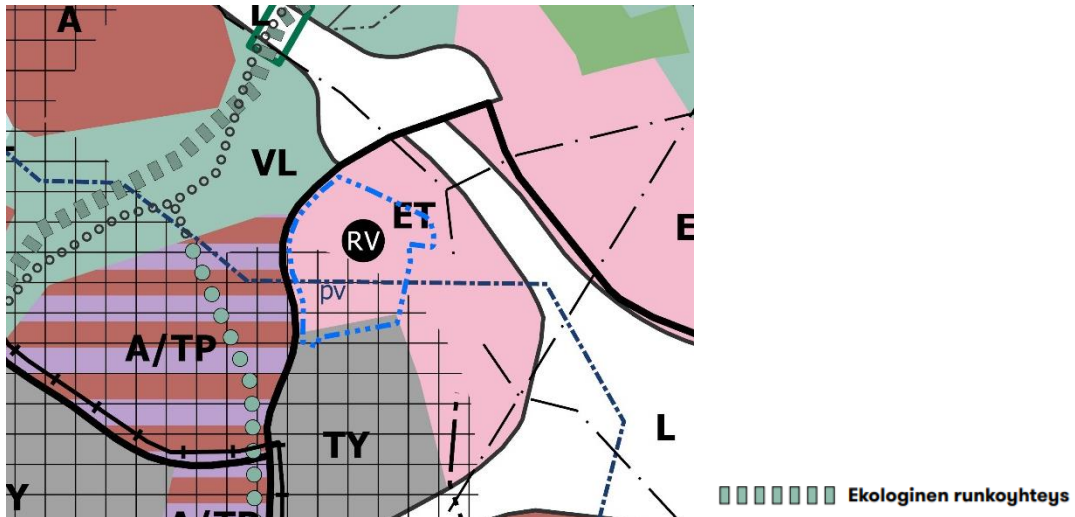 A
L
VL
ET
RV
E
pv
A/TP
TY
L
Y
A/TP
Ekologinen runkoyhteys